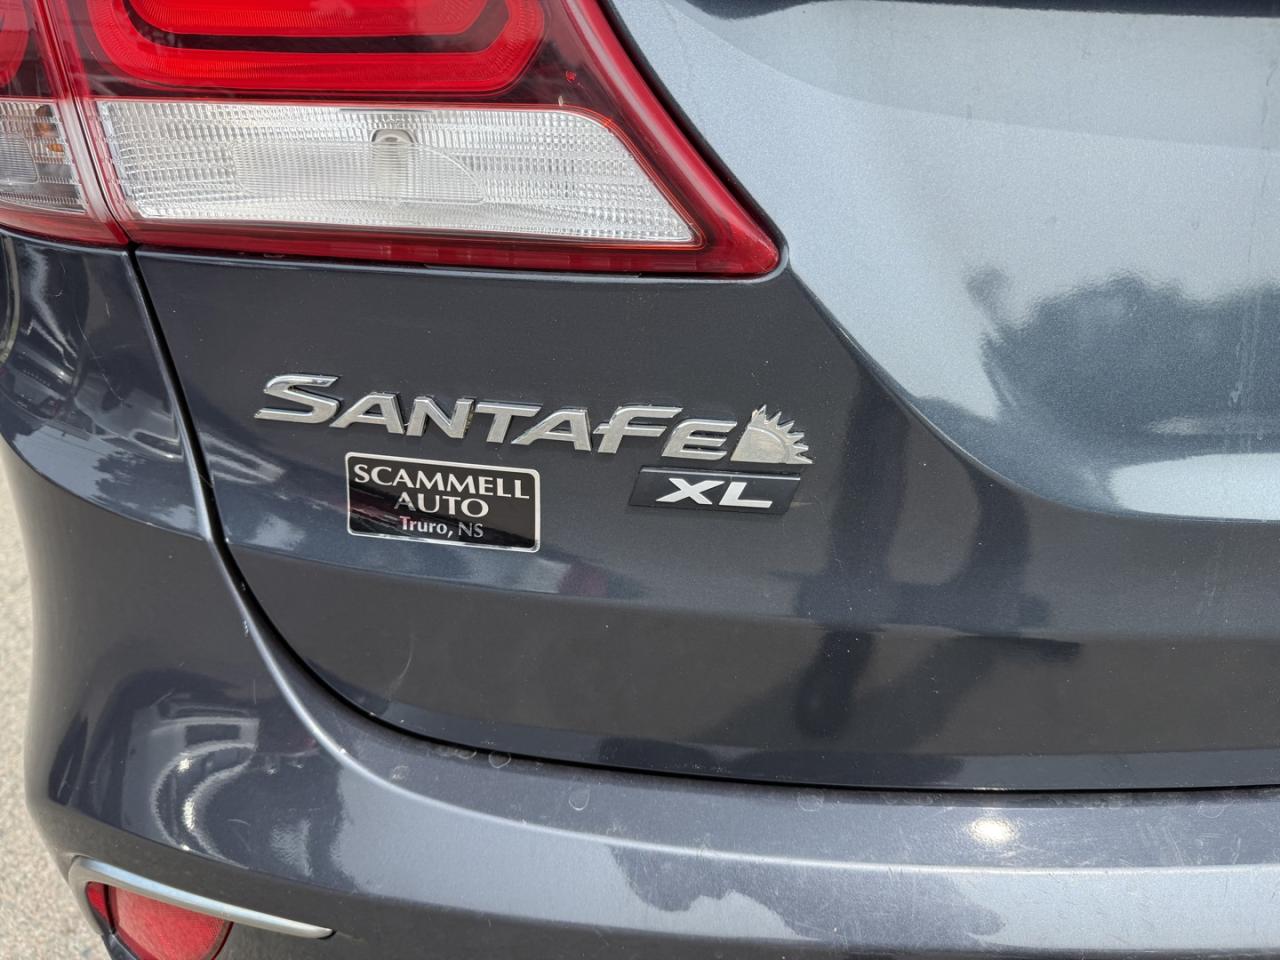 SANTAFE
XL
SCAMMELL
AUTO
Truro, NS